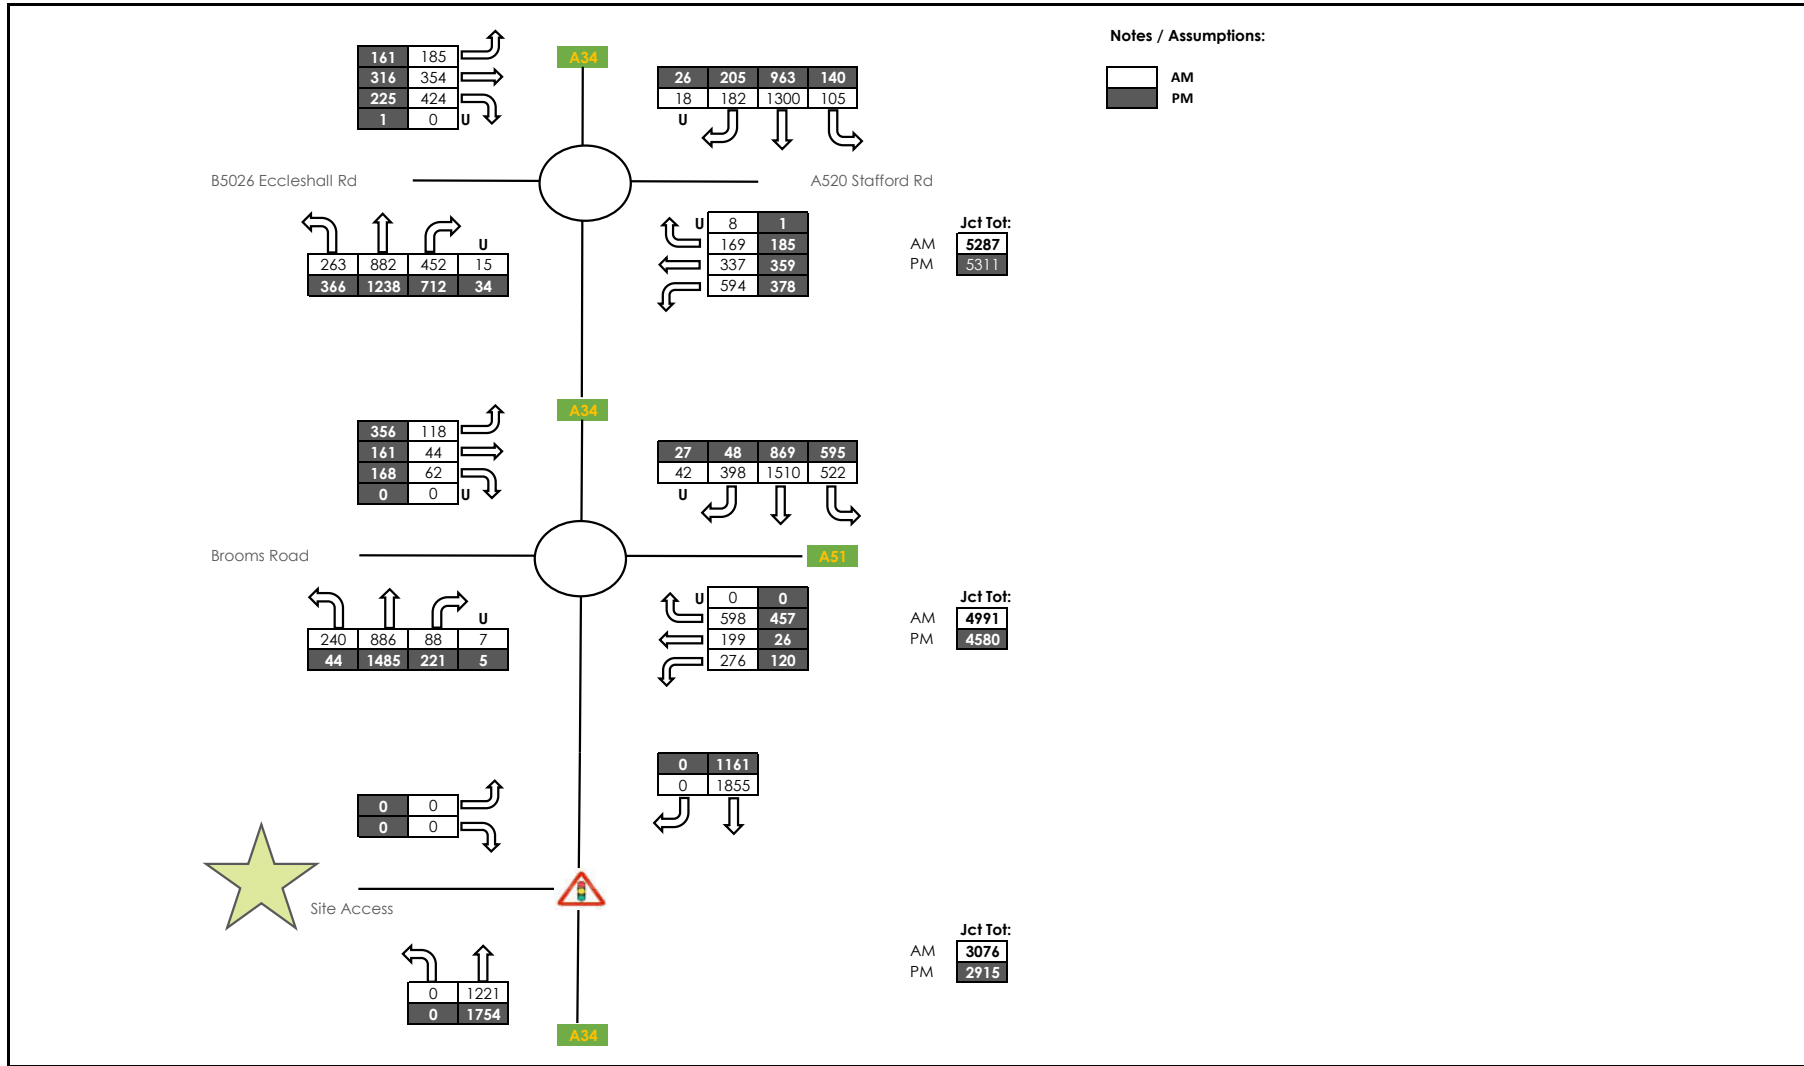 Notes / Assumptions:
AM
PM
A34
161 185
316 354
225 424
1 0 U
26 205 963 140
18 182 1300 105
U
B5026 Eccleshall Rd
A520 Stafford Rd
U
263 882 452 15
366 1238 712 34
U 8 1
169 185
337 359
594 378
Jct Tot:
AM 5287
PM 5311
A34
356 118
161 44
168 62
0 0 U
27 48 869 595
42 398 1510 522
U
Brooms Road
A51
U
240 886 88 7
44 1485 221 5
U 0 0
598 457
199 26
276 120
Jct Tot:
AM 4991
PM 4580
0 1161
0 1855
0 0
0 0
Site Access
0 1221
0 1754
Jct Tot:
AM 3076
PM 2915
A34